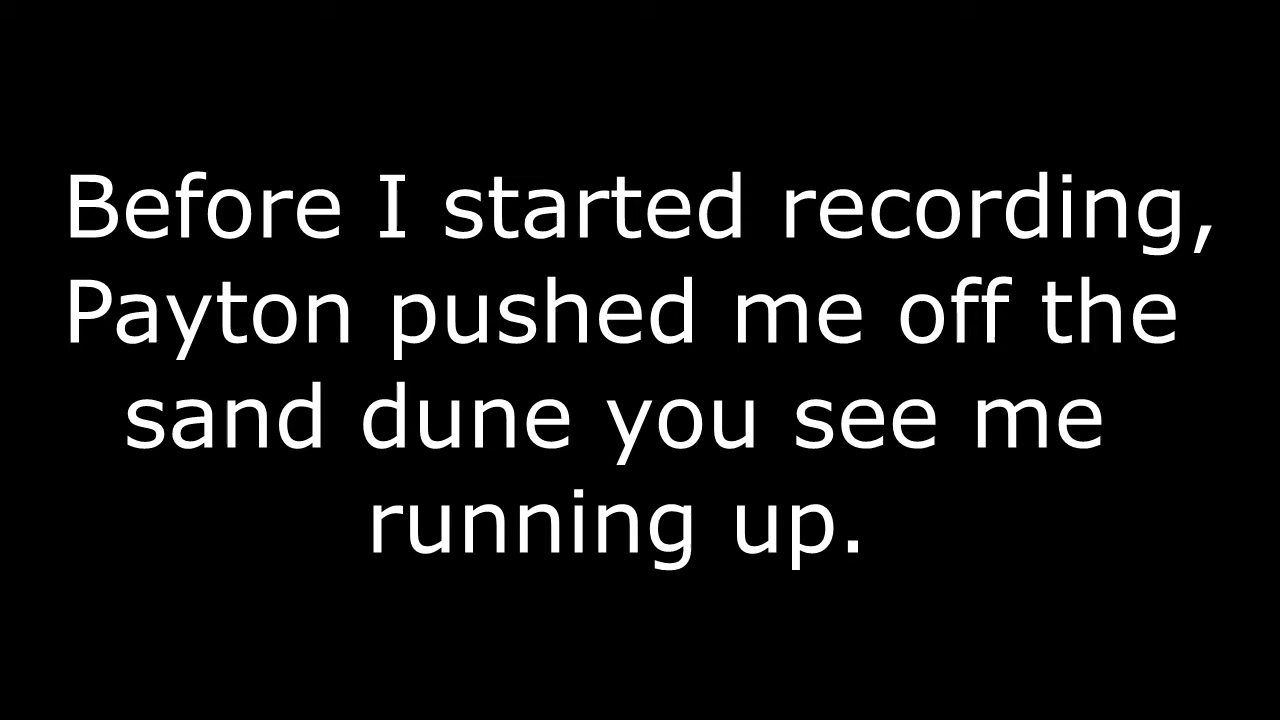 Before I started recording,
Payton pushed me off the
sand dune you see me
running up.